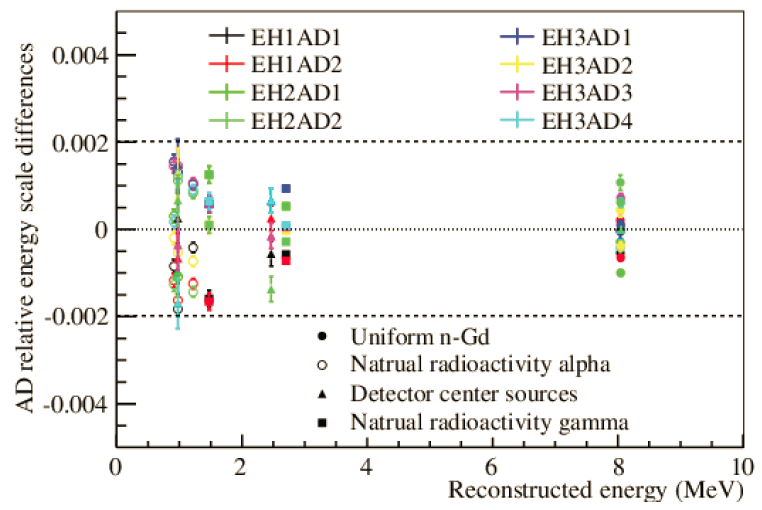 AD relative energy scale differences
0.004
0.002
0
-0.002
-0.004
EH1AD1
EH1AD2
EH2AD1
EH2AD2
EH3AD1
EH3AD2
EH3AD3
EH3AD4
Uniform n-Gd
Natrual radioactivity alpha
Detector center sources
Natrual radioactivity gamma
0 2 4 6 8 10
Reconstructed energy (MeV)